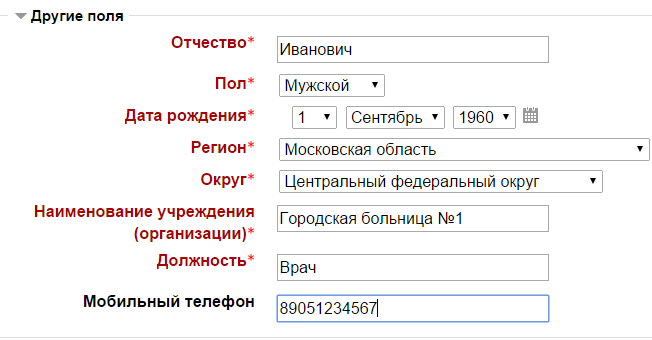 Другие поля
Отчество* Иванович
Пол* Мужской
Дата рождения* 1 Сентябрь 1960
Регион* Московская область
Округ* Центральный федеральный округ
Наименование учреждения
(организации)* Городская больница №1
Должность* Врач
Мобильный телефон 89051234567